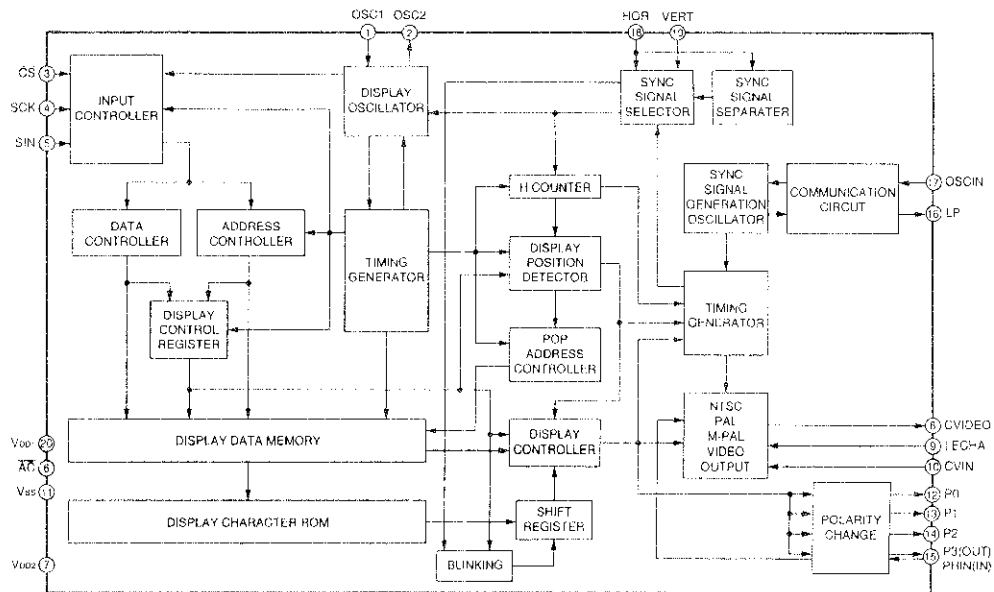 OSC1 OSC2
1 2
HOR VERT
18 19
CS 3
SCK 4
SIN 5
INPUT
CONTROLLER
DISPLAY
OSCILLATOR
SYNC
SIGNAL
SELECTOR
SYNC
SIGNAL
SEPARATER
DATA
CONTROLLER
ADDRESS
CONTROLLER
TIMING
GENERATOR
H COUNTER
DISPLAY
POSITION
DETECTOR
SYNC
SIGNAL
GENERATION
OSCILLATOR
COMMUNICATION
CIRCUT
17 OSCIN
16 LP
DISPLAY
CONTROL
REGISTER
POP
ADDRESS
CONTROLLER
TIMING
GENERATOR
DISPLAY DATA MEMORY
DISPLAY
CONTROLLER
NTSC
PAL
M-PAL
VIDEO
OUTPUT
CVIDEO
9 LECHA
10 CVIN
VDD1 20
AC 6
VSS 11
VDD2 7
DISPLAY CHARACTER ROM
SHIFT
REGISTER
BLINKING
POLARITY
CHANGE
12 P0
13 P1
14 P2
15 P3(OUT)
PHIN(IN)